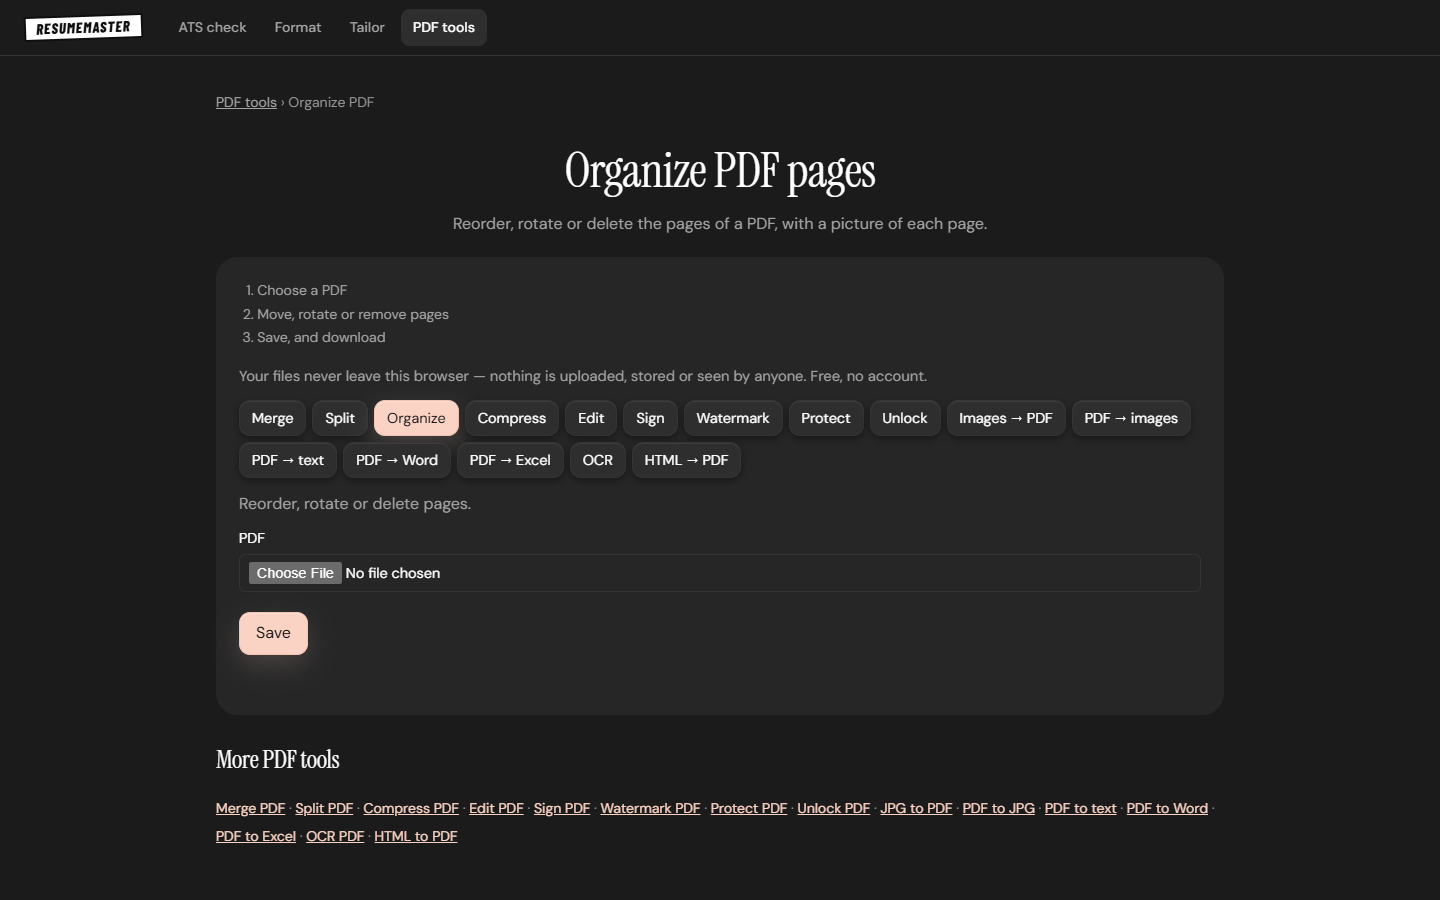 RESUMEMASTER
ATS check Format Tailor PDF tools
PDF tools › Organize PDF
Organize PDF pages
Reorder, rotate or delete the pages of a PDF, with a picture of each page.
1. Choose a PDF
2. Move, rotate or remove pages
3. Save, and download
Your files never leave this browser — nothing is uploaded, stored or seen by anyone. Free, no account.
Merge Split Organize Compress Edit Sign Watermark Protect Unlock Images → PDF PDF → images
PDF → text PDF → Word PDF → Excel OCR HTML → PDF
Reorder, rotate or delete pages.
PDF
Choose File No file chosen
Save
More PDF tools
Merge PDF · Split PDF · Compress PDF · Edit PDF · Sign PDF · Watermark PDF · Protect PDF · Unlock PDF · JPG to PDF · PDF to JPG · PDF to text · PDF to Word ·
PDF to Excel · OCR PDF · HTML to PDF